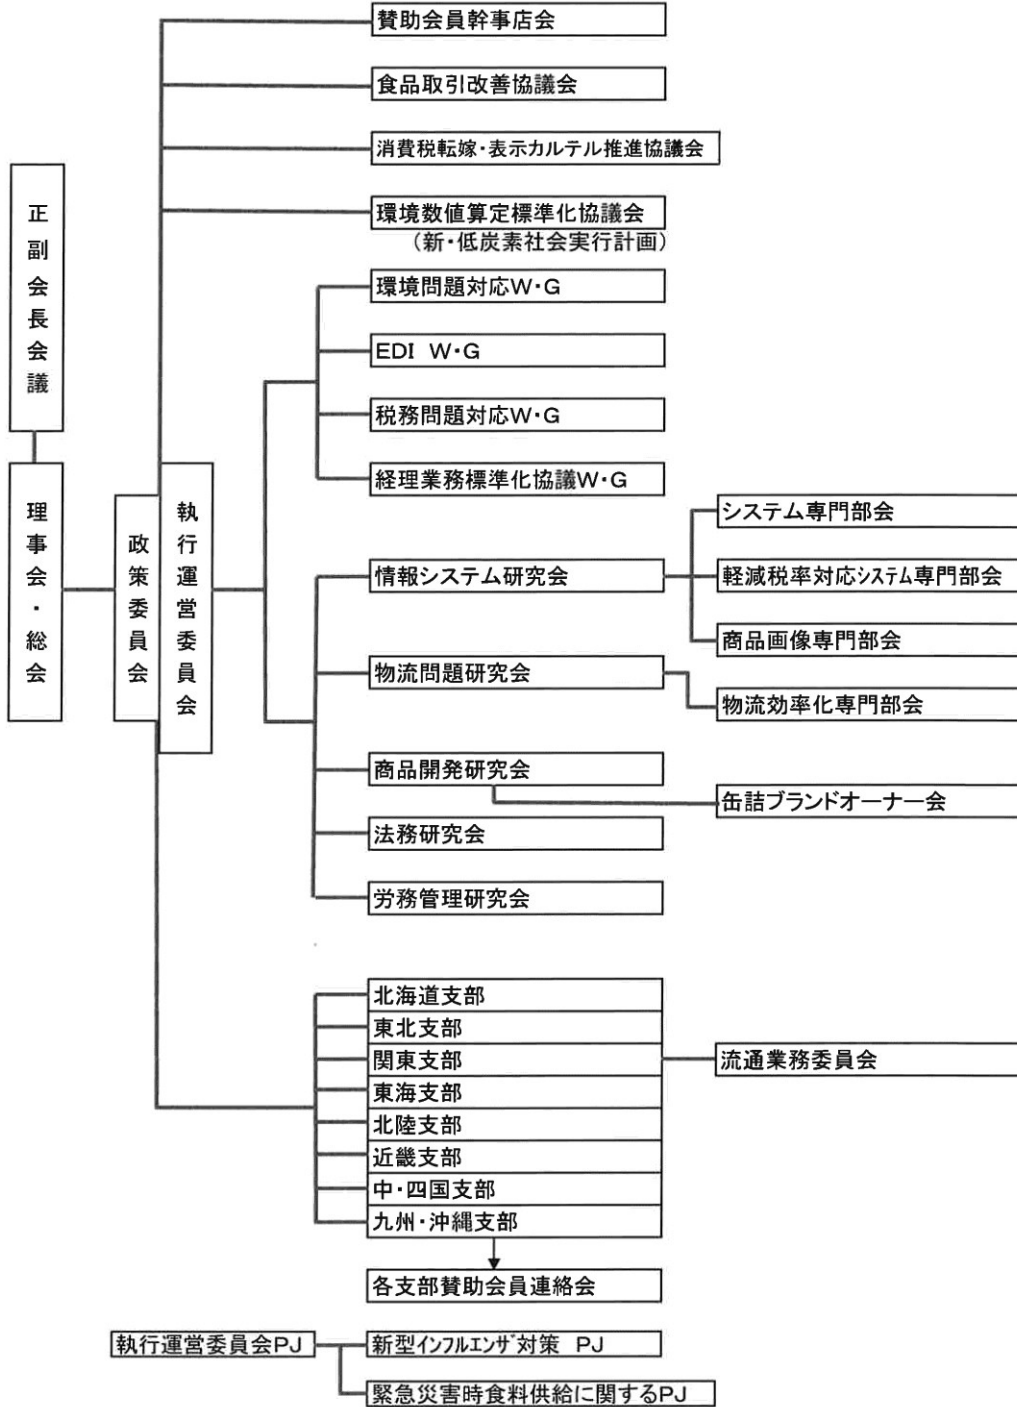 賛助会員幹事店会
食品取引改善協議会
消費税転嫁・表示カルテル推進協議会
環境数値算定標準化協議会
（新・低炭素社会実行計画）
正副会長会議
理事会・総会
政策委員会
執行運営委員会
環境問題対応W・G
EDI W・G
税務問題対応W・G
経理業務標準化協議W・G
情報システム研究会
システム専門部会
軽減税率対応システム専門部会
商品画像専門部会
物流問題研究会
物流効率化専門部会
商品開発研究会
缶詰ブランドオーナー会
法務研究会
労務管理研究会
北海道支部
東北支部
関東支部
東海支部
北陸支部
近畿支部
中・四国支部
九州・沖縄支部
流通業務委員会
各支部賛助会員連絡会
執行運営委員会PJ
新型インフルエンザ対策 PJ
緊急災害時食料供給に関するPJ